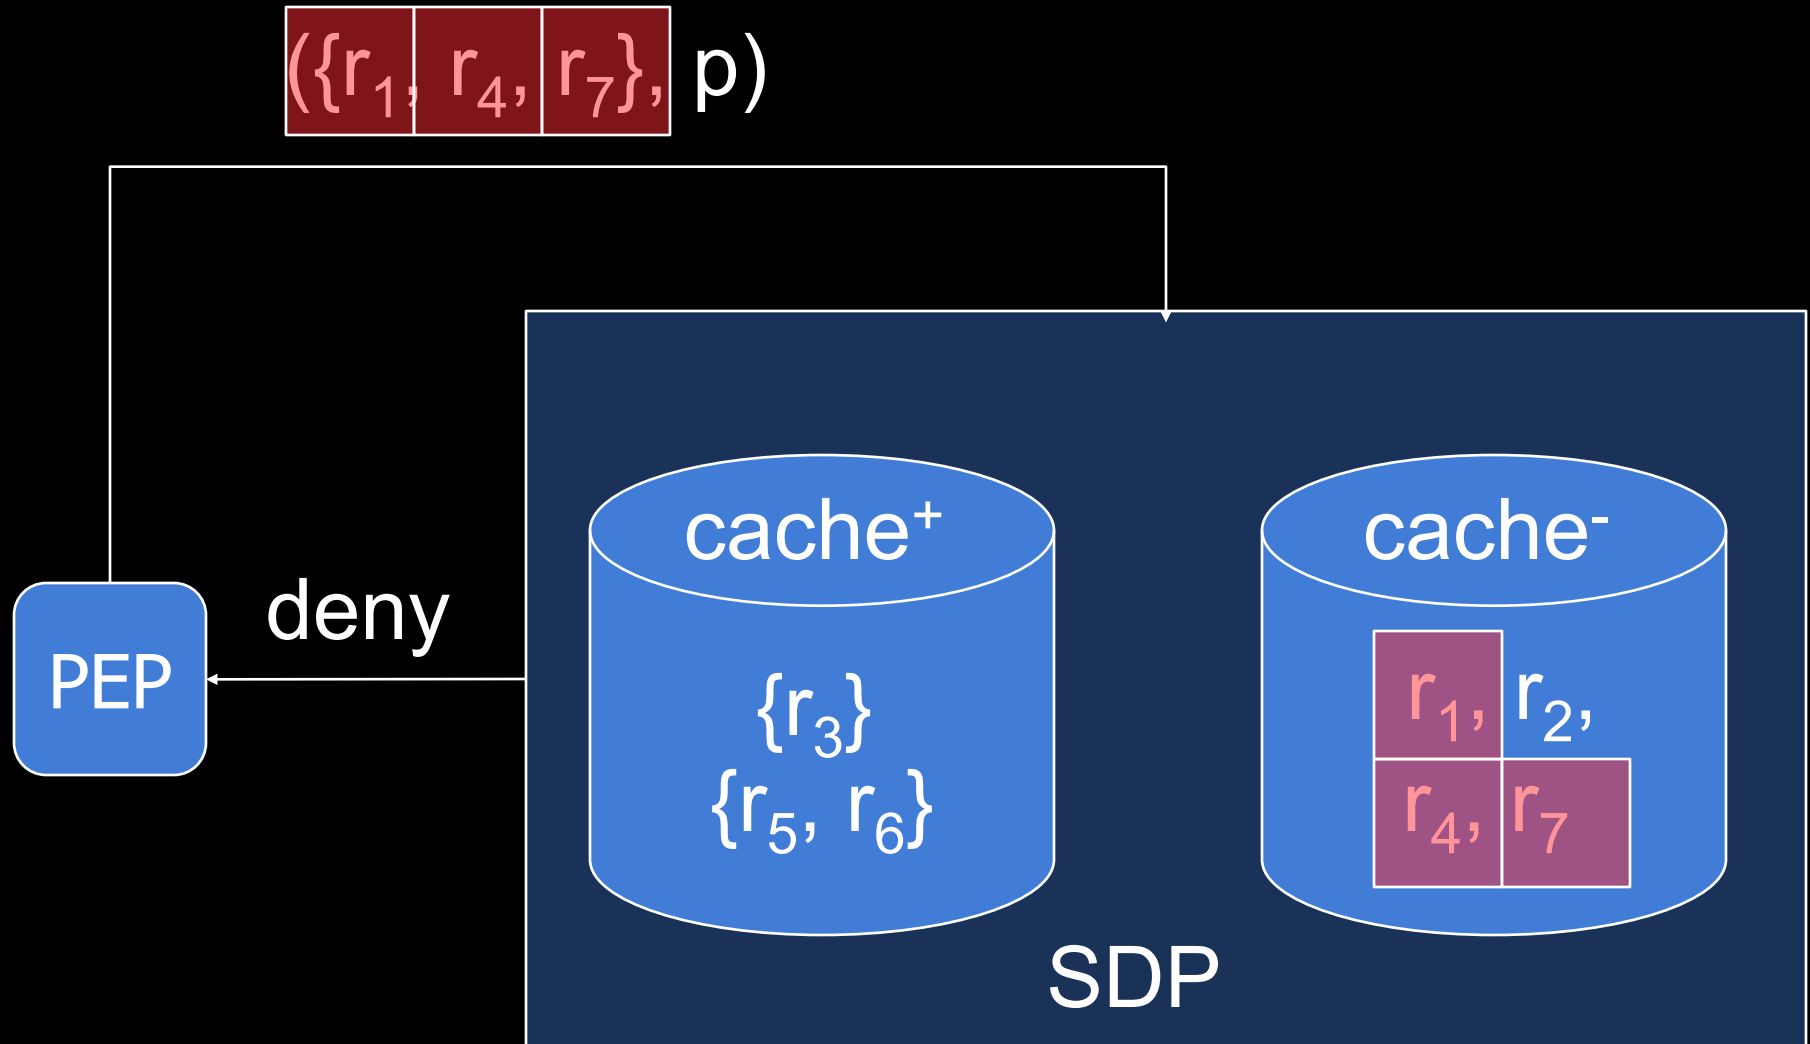 ({r₁, r₄, r₇}, p)
deny
PEP
cache⁺
{r₃}
{r₅, r₆}
cache⁻
r₁, r₂,
r₄, r₇
SDP